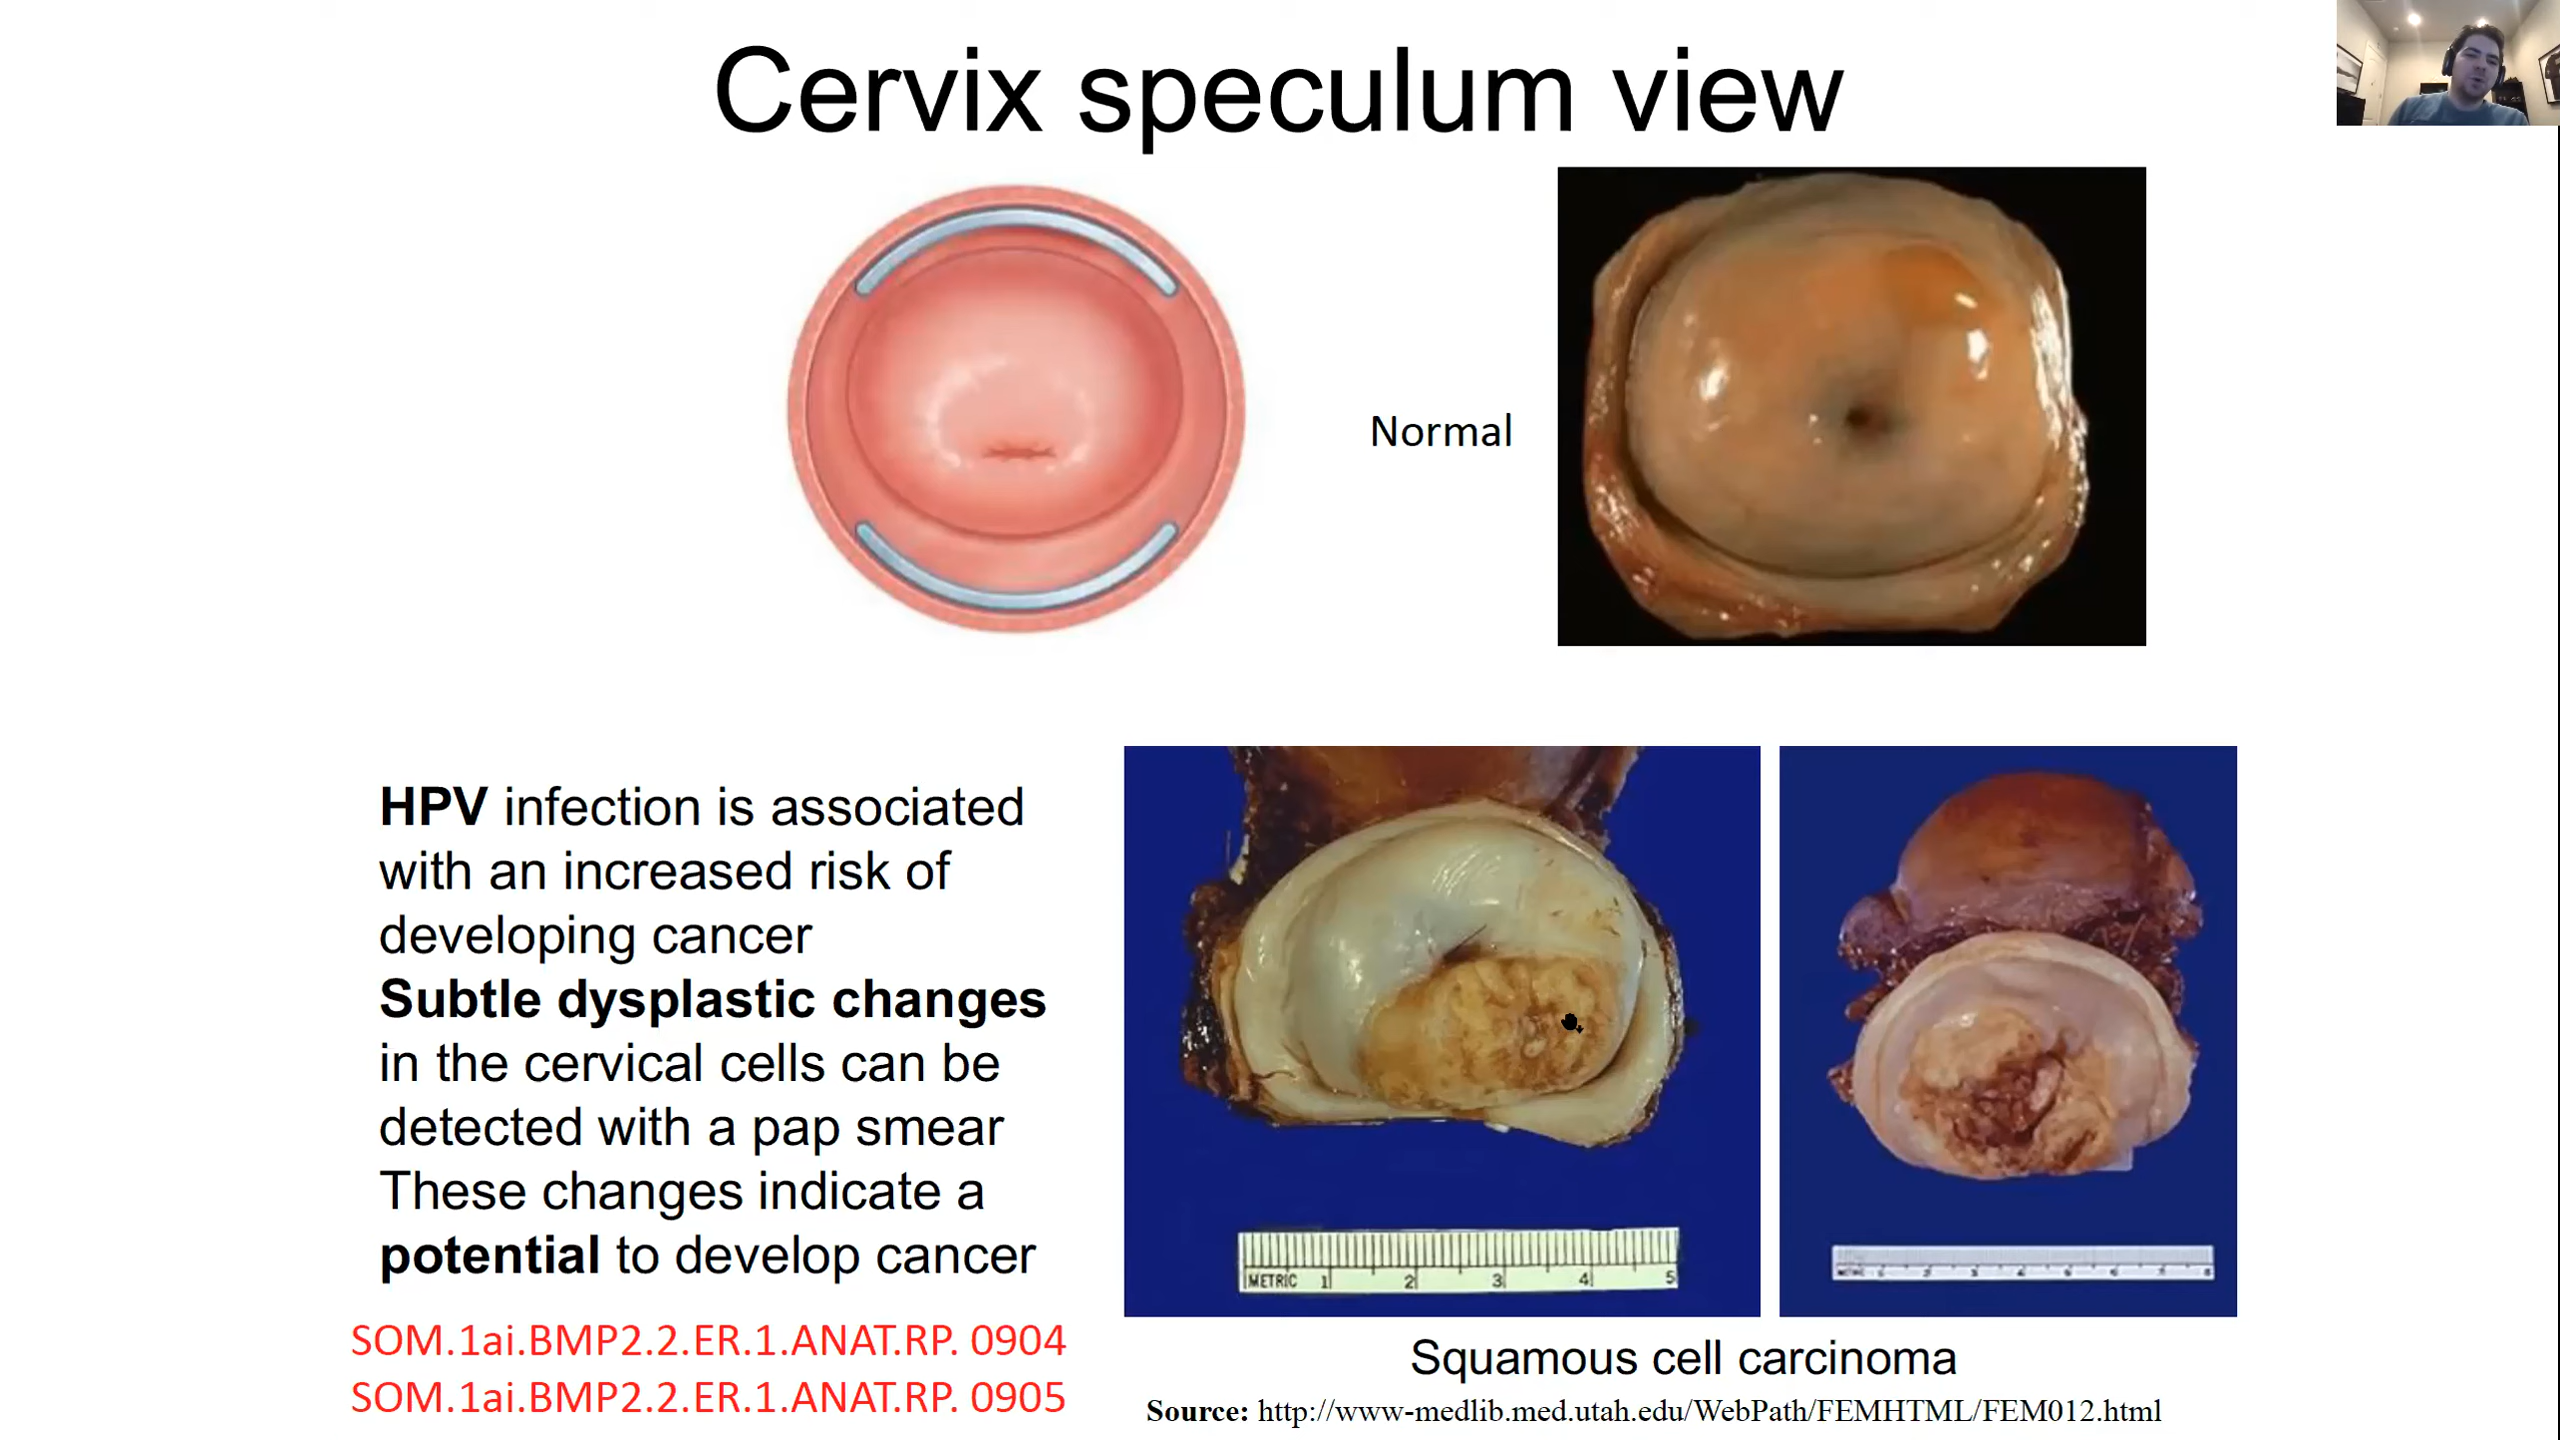 Cervix speculum view
Normal
HPV infection is associated
with an increased risk of
developing cancer
Subtle dysplastic changes
in the cervical cells can be
detected with a pap smear
These changes indicate a
potential to develop cancer
SOM.1ai.BMP2.2.ER.1.ANAT.RP. 0904
SOM.1ai.BMP2.2.ER.1.ANAT.RP. 0905
METRIC 1 2 3 4 5
Squamous cell carcinoma
Source: http://www-medlib.med.utah.edu/WebPath/FEMHTML/FEM012.html